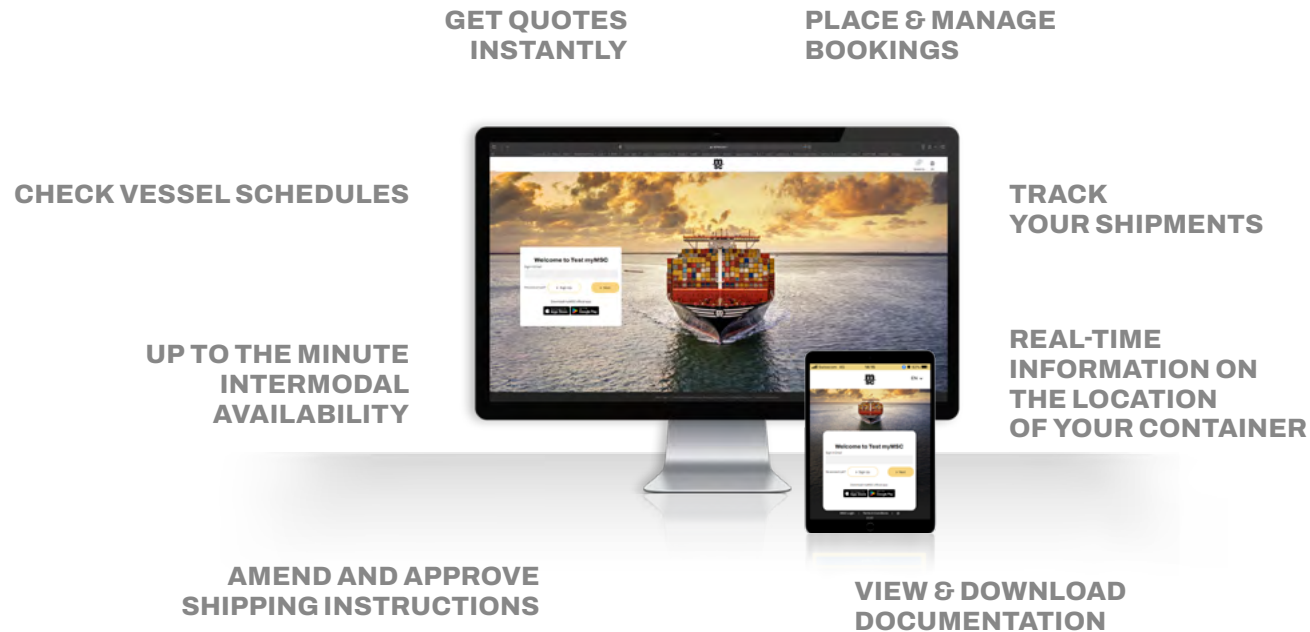 GET QUOTES
INSTANTLY
PLACE & MANAGE
BOOKINGS
CHECK VESSEL SCHEDULES
TRACK
YOUR SHIPMENTS
Welcome to Test myMSC
UP TO THE MINUTE
INTERMODAL
AVAILABILITY
REAL-TIME
INFORMATION ON
THE LOCATION
OF YOUR CONTAINER
EN
Welcome to Test myMSC
AMEND AND APPROVE
SHIPPING INSTRUCTIONS
VIEW & DOWNLOAD
DOCUMENTATION